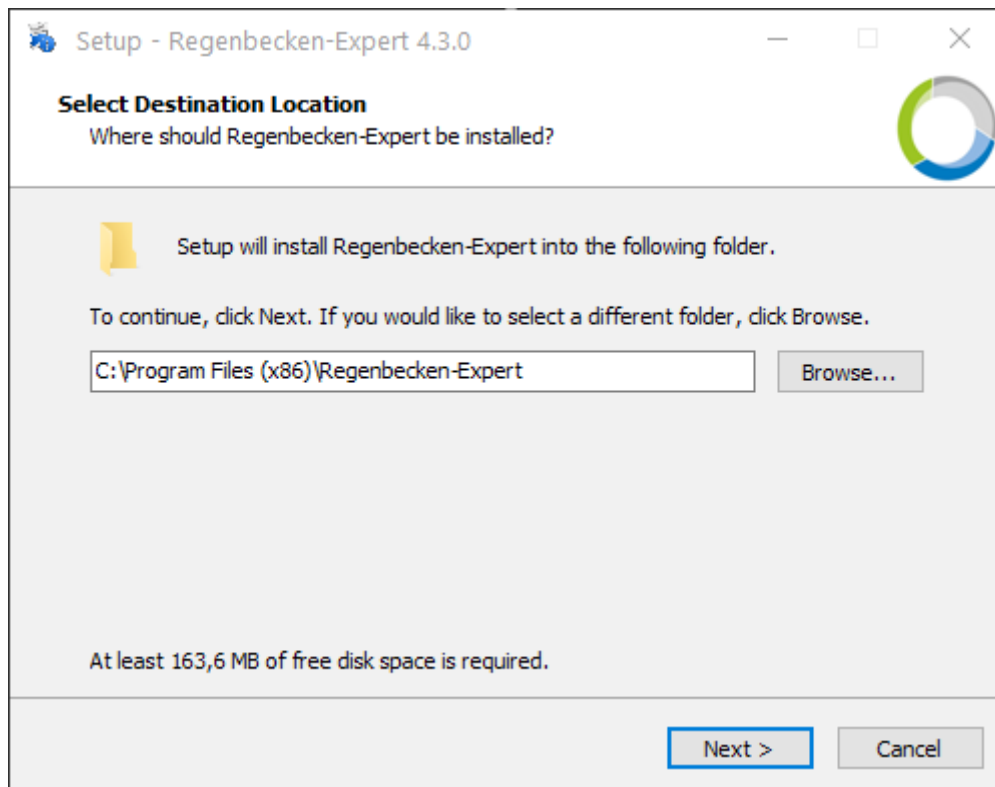 Setup - Regenbecken-Expert 4.3.0
Select Destination Location
Where should Regenbecken-Expert be installed?
Setup will install Regenbecken-Expert into the following folder.
To continue, click Next. If you would like to select a different folder, click Browse.
C:\Program Files (x86)\Regenbecken-Expert
Browse...
At least 163,6 MB of free disk space is required.
Next >
Cancel